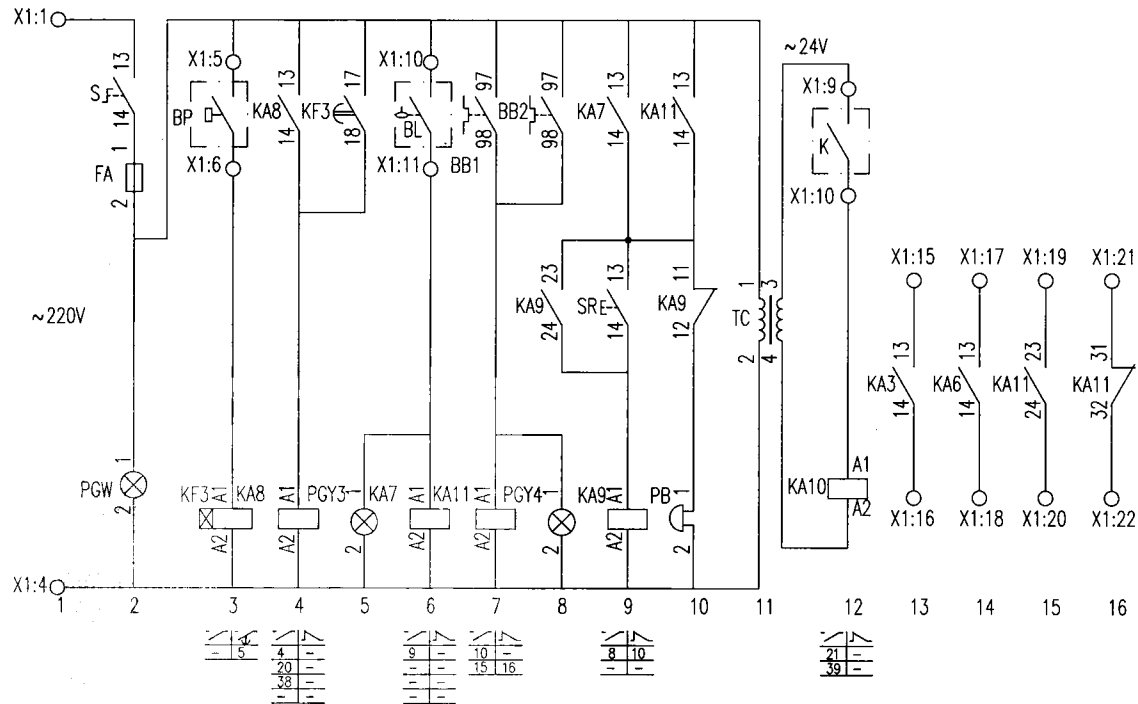 X1:1
~24V
X1:5 X1:10 X1:9
13 13 17 97 97 13 13
S BP KA8 KF3 BL BB2 KA7 KA11 K
14 14 18 98 98 14 14
1 X1:6 X1:11 BB1 X1:10
FA
2
23 13 11 1 3 X1:15 X1:17 X1:19 X1:21
KA9 SR KA9 TC
~220V
24 14 12 2 4
13 13 23 31
KA3 KA6 KA11 KA11
14 14 24 32
1
PGW
2
KF3 A1 KA8 A1 PGY3 1 KA7 A1 KA11 A1 PGY4 1 KA9 A1 PB 1 KA10 A1
A2 A2 2 A2 A2 2 A2 2 A2 X1:16 X1:18 X1:20 X1:22
X1:4
1 2 3 4 5 6 7 8 9 10 11 12 13 14 15 16
- 5 4 - 9 - 10 - 8 10 21 -
20 - - - 15 16 - - 39 -
38 - - -
- - - -